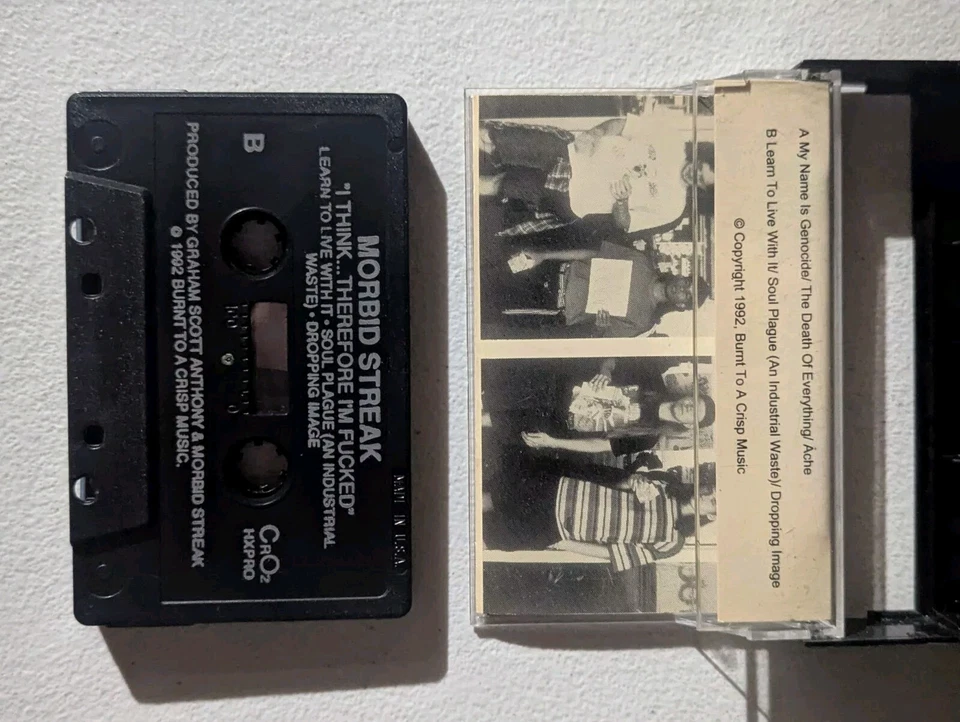 MORBID STREAK
"I THINK...THEREFORE I'M FUCKED"
LEARN TO LIVE WITH IT • SOUL PLAGUE (AN INDUSTRIAL
WASTE) • DROPPING IMAGE
B
CRO2
HXPRO
PRODUCED BY GRAHAM SCOTT ANTHONY & MORBID STREAK
© 1992 BURNT TO A CRISP MUSIC.
MADE IN U.S.A.
A My Name Is Genocide/ The Death Of Everything/ Ache
B Learn To Live With It/ Soul Plague (An Industrial Waste)/ Dropping Image
© Copyright 1992, Burnt To A Crisp Music